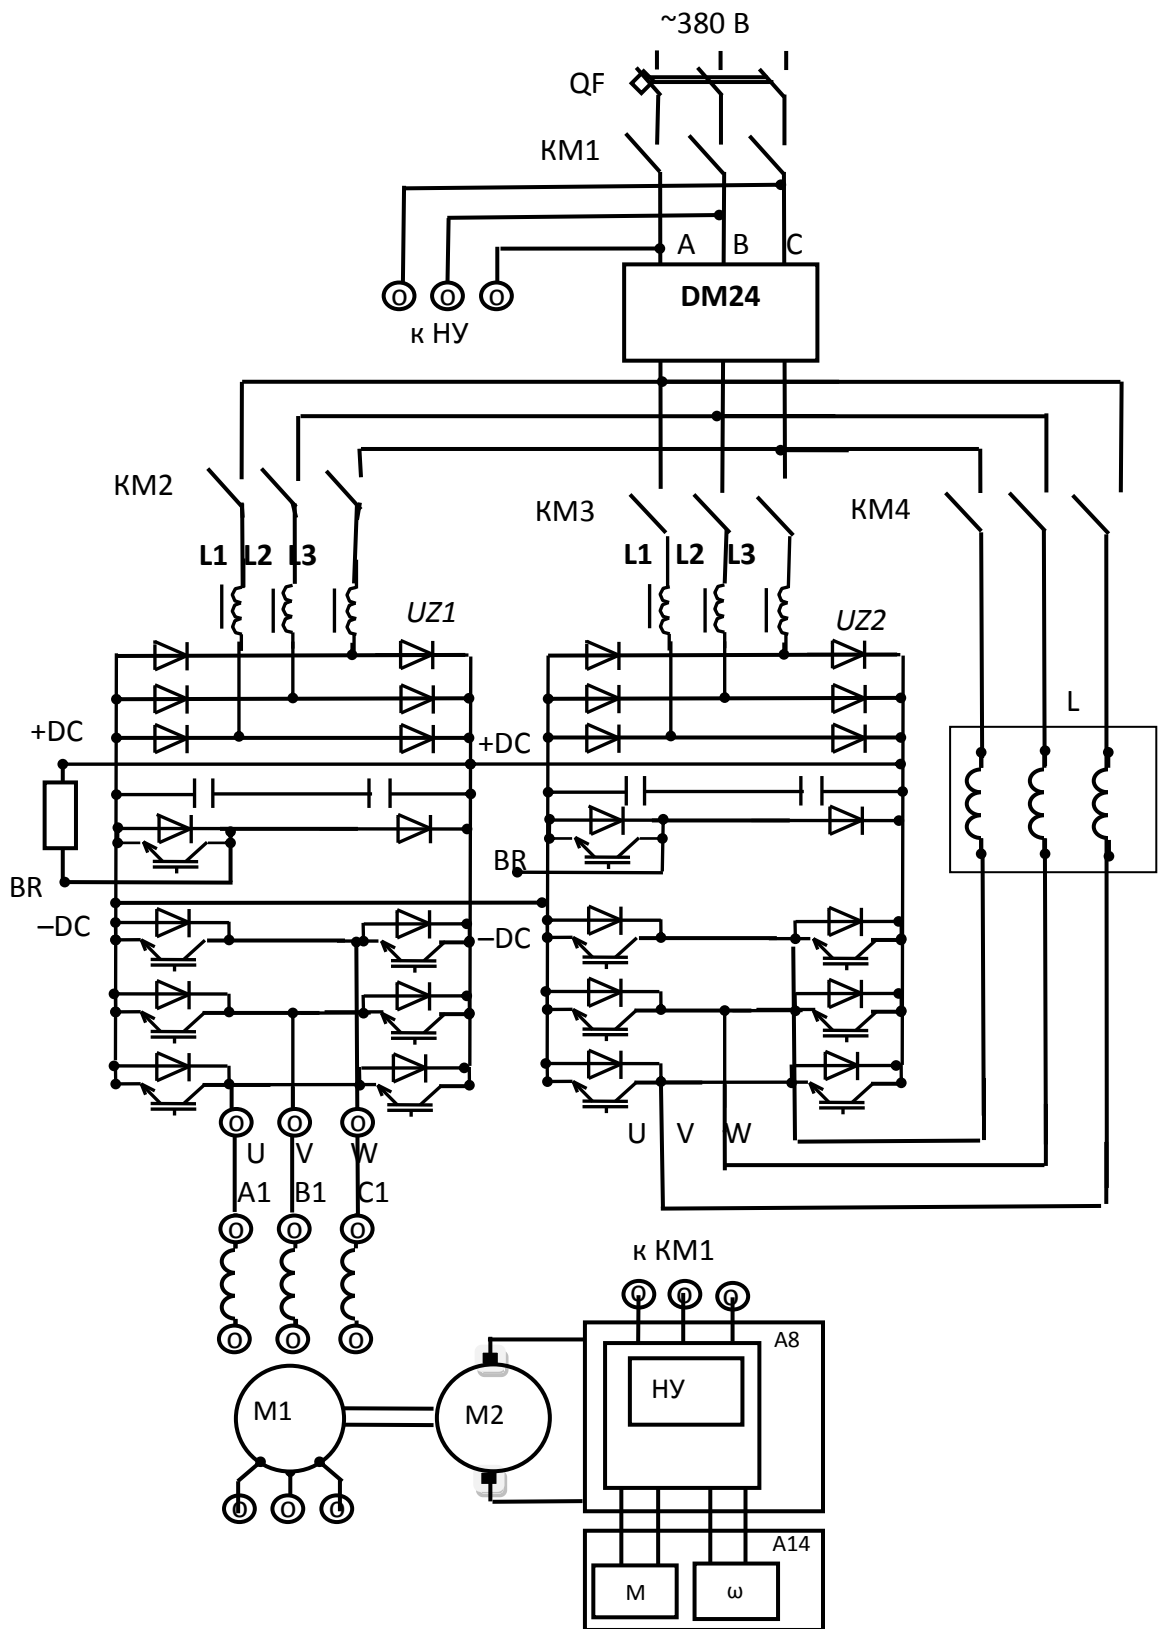 ~380 В
QF
КМ1
A B C
DM24
O O O
к НУ
КМ2
КМ3
КМ4
L1 L2 L3
L1 L2 L3
UZ1
UZ2
L
+DC
+DC
BR
BR
–DC
–DC
O O O
U V W
U V W
A1 B1 C1
O O O
O O O
к КМ1
O O O
A8
НУ
M1
M2
O O O
A14
М
ω